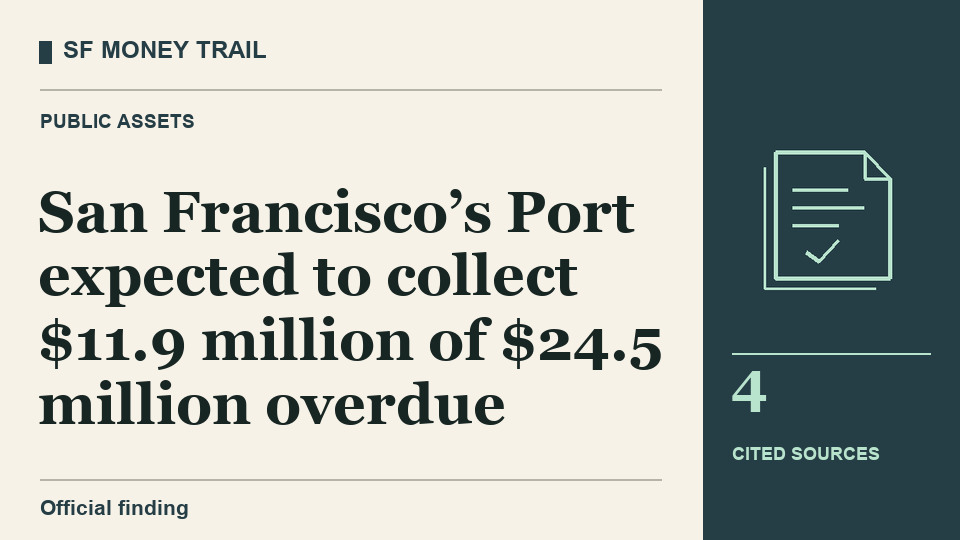 SF MONEY TRAIL
PUBLIC ASSETS
San Francisco’s Port
expected to collect
$11.9 million of $24.5
million overdue
Official finding
4
CITED SOURCES